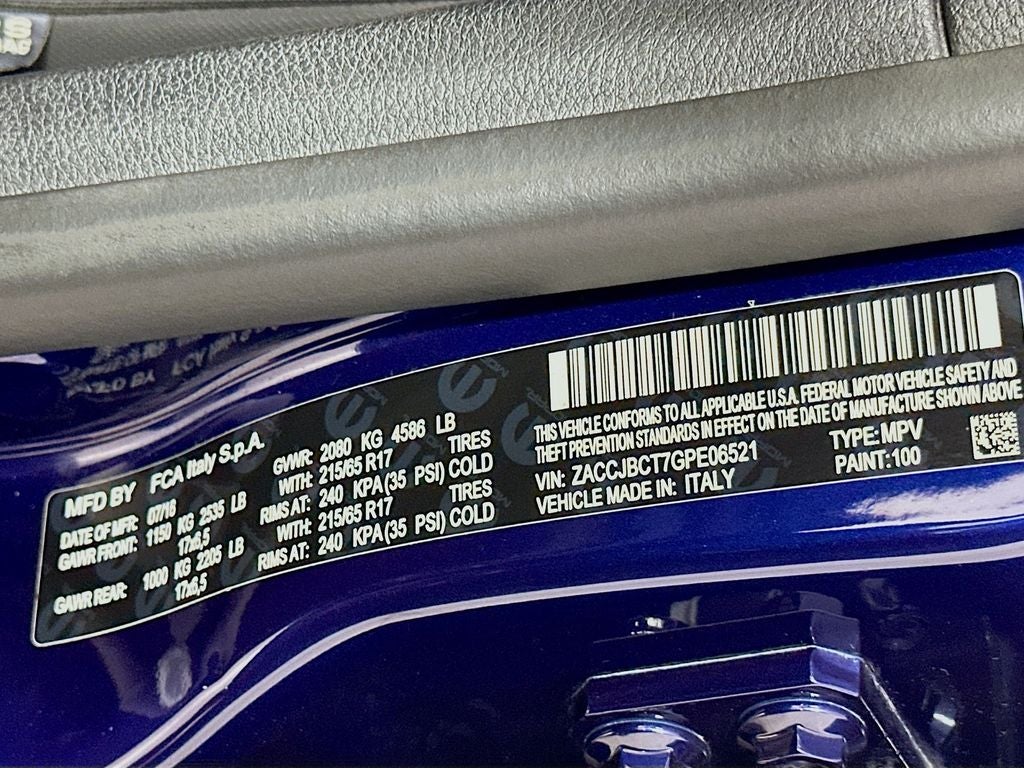 MFD BY FCA Italy S.p.A.
DATE OF MFR: 07/18 GVWR: 2080 KG 4586 LB
GAWR FRONT: 1150 KG 2535 LB WITH: 215/65 R17 TIRES
17x6,5 RIMS AT: 240 KPA(35 PSI) COLD
WITH: 215/65 R17 TIRES
GAWR REAR: 1000 KG 2205 LB RIMS AT: 240 KPA(35 PSI) COLD
17x6,5
THIS VEHICLE CONFORMS TO ALL APPLICABLE U.S.A. FEDERAL MOTOR VEHICLE SAFETY AND
THEFT PREVENTION STANDARDS IN EFFECT ON THE DATE OF MANUFACTURE SHOWN ABOVE
VIN: ZACCJBCT7GPE06521 TYPE: MPV
VEHICLE MADE IN: ITALY PAINT: 100